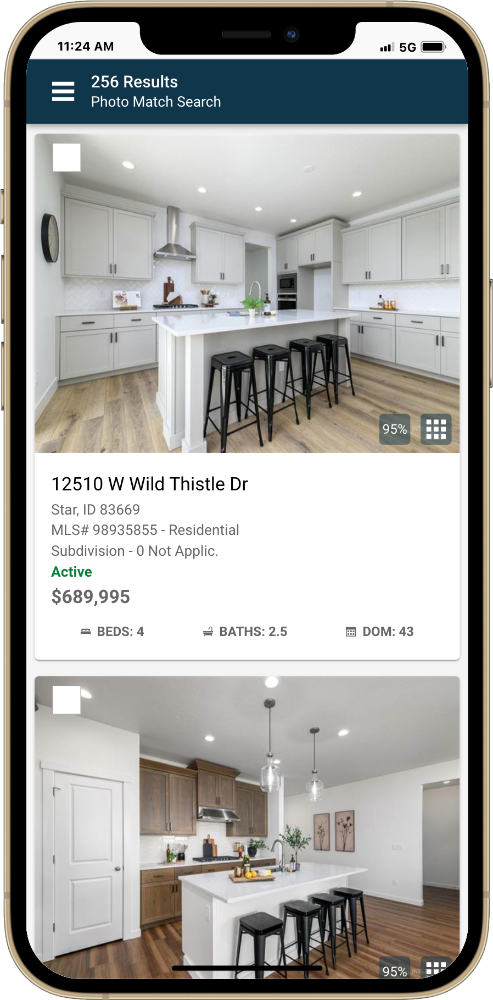 11:24 AM
5G
256 Results
Photo Match Search
95%
12510 W Wild Thistle Dr
Star, ID 83669
MLS# 98935855 - Residential
Subdivision - 0 Not Applic.
Active
$689,995
BEDS: 4
BATHS: 2.5
DOM: 43
95%